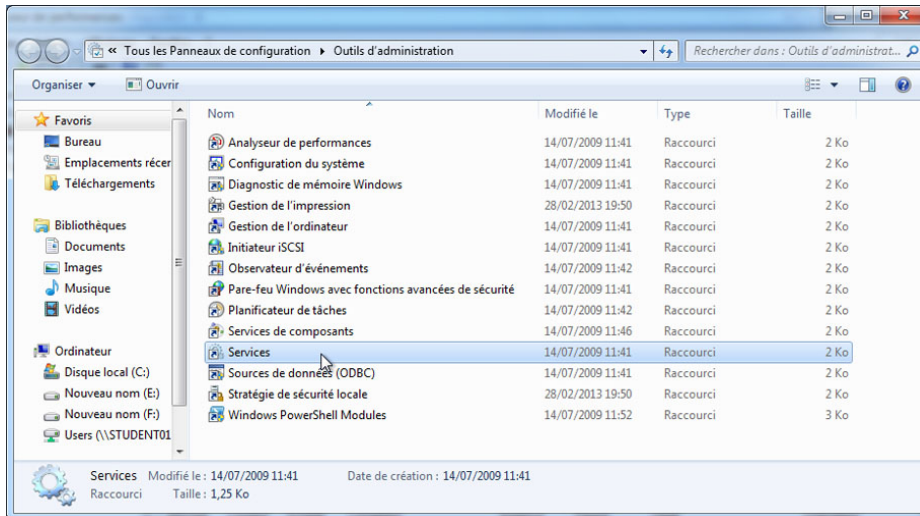 « Tous les Panneaux de configuration ▸ Outils d'administration
Rechercher dans : Outils d'administrat...
Organiser Ouvrir
Favoris
Bureau
Emplacements récer
Téléchargements
Bibliothèques
Documents
Images
Musique
Vidéos
Ordinateur
Disque local (C:)
Nouveau nom (E:)
Nouveau nom (F:)
Users (\\STUDENT01
Nom Modifié le Type Taille
Analyseur de performances 14/07/2009 11:41 Raccourci 2 Ko
Configuration du système 14/07/2009 11:41 Raccourci 2 Ko
Diagnostic de mémoire Windows 14/07/2009 11:41 Raccourci 2 Ko
Gestion de l'impression 28/02/2013 19:50 Raccourci 2 Ko
Gestion de l'ordinateur 14/07/2009 11:41 Raccourci 2 Ko
Initiateur iSCSI 14/07/2009 11:41 Raccourci 2 Ko
Observateur d'événements 14/07/2009 11:42 Raccourci 2 Ko
Pare-feu Windows avec fonctions avancées de sécurité 14/07/2009 11:41 Raccourci 2 Ko
Planificateur de tâches 14/07/2009 11:42 Raccourci 2 Ko
Services de composants 14/07/2009 11:46 Raccourci 2 Ko
Services 14/07/2009 11:41 Raccourci 2 Ko
Sources de données (ODBC) 14/07/2009 11:41 Raccourci 2 Ko
Stratégie de sécurité locale 28/02/2013 19:50 Raccourci 2 Ko
Windows PowerShell Modules 14/07/2009 11:52 Raccourci 3 Ko
Services Modifié le : 14/07/2009 11:41 Date de création : 14/07/2009 11:41
Raccourci Taille : 1,25 Ko